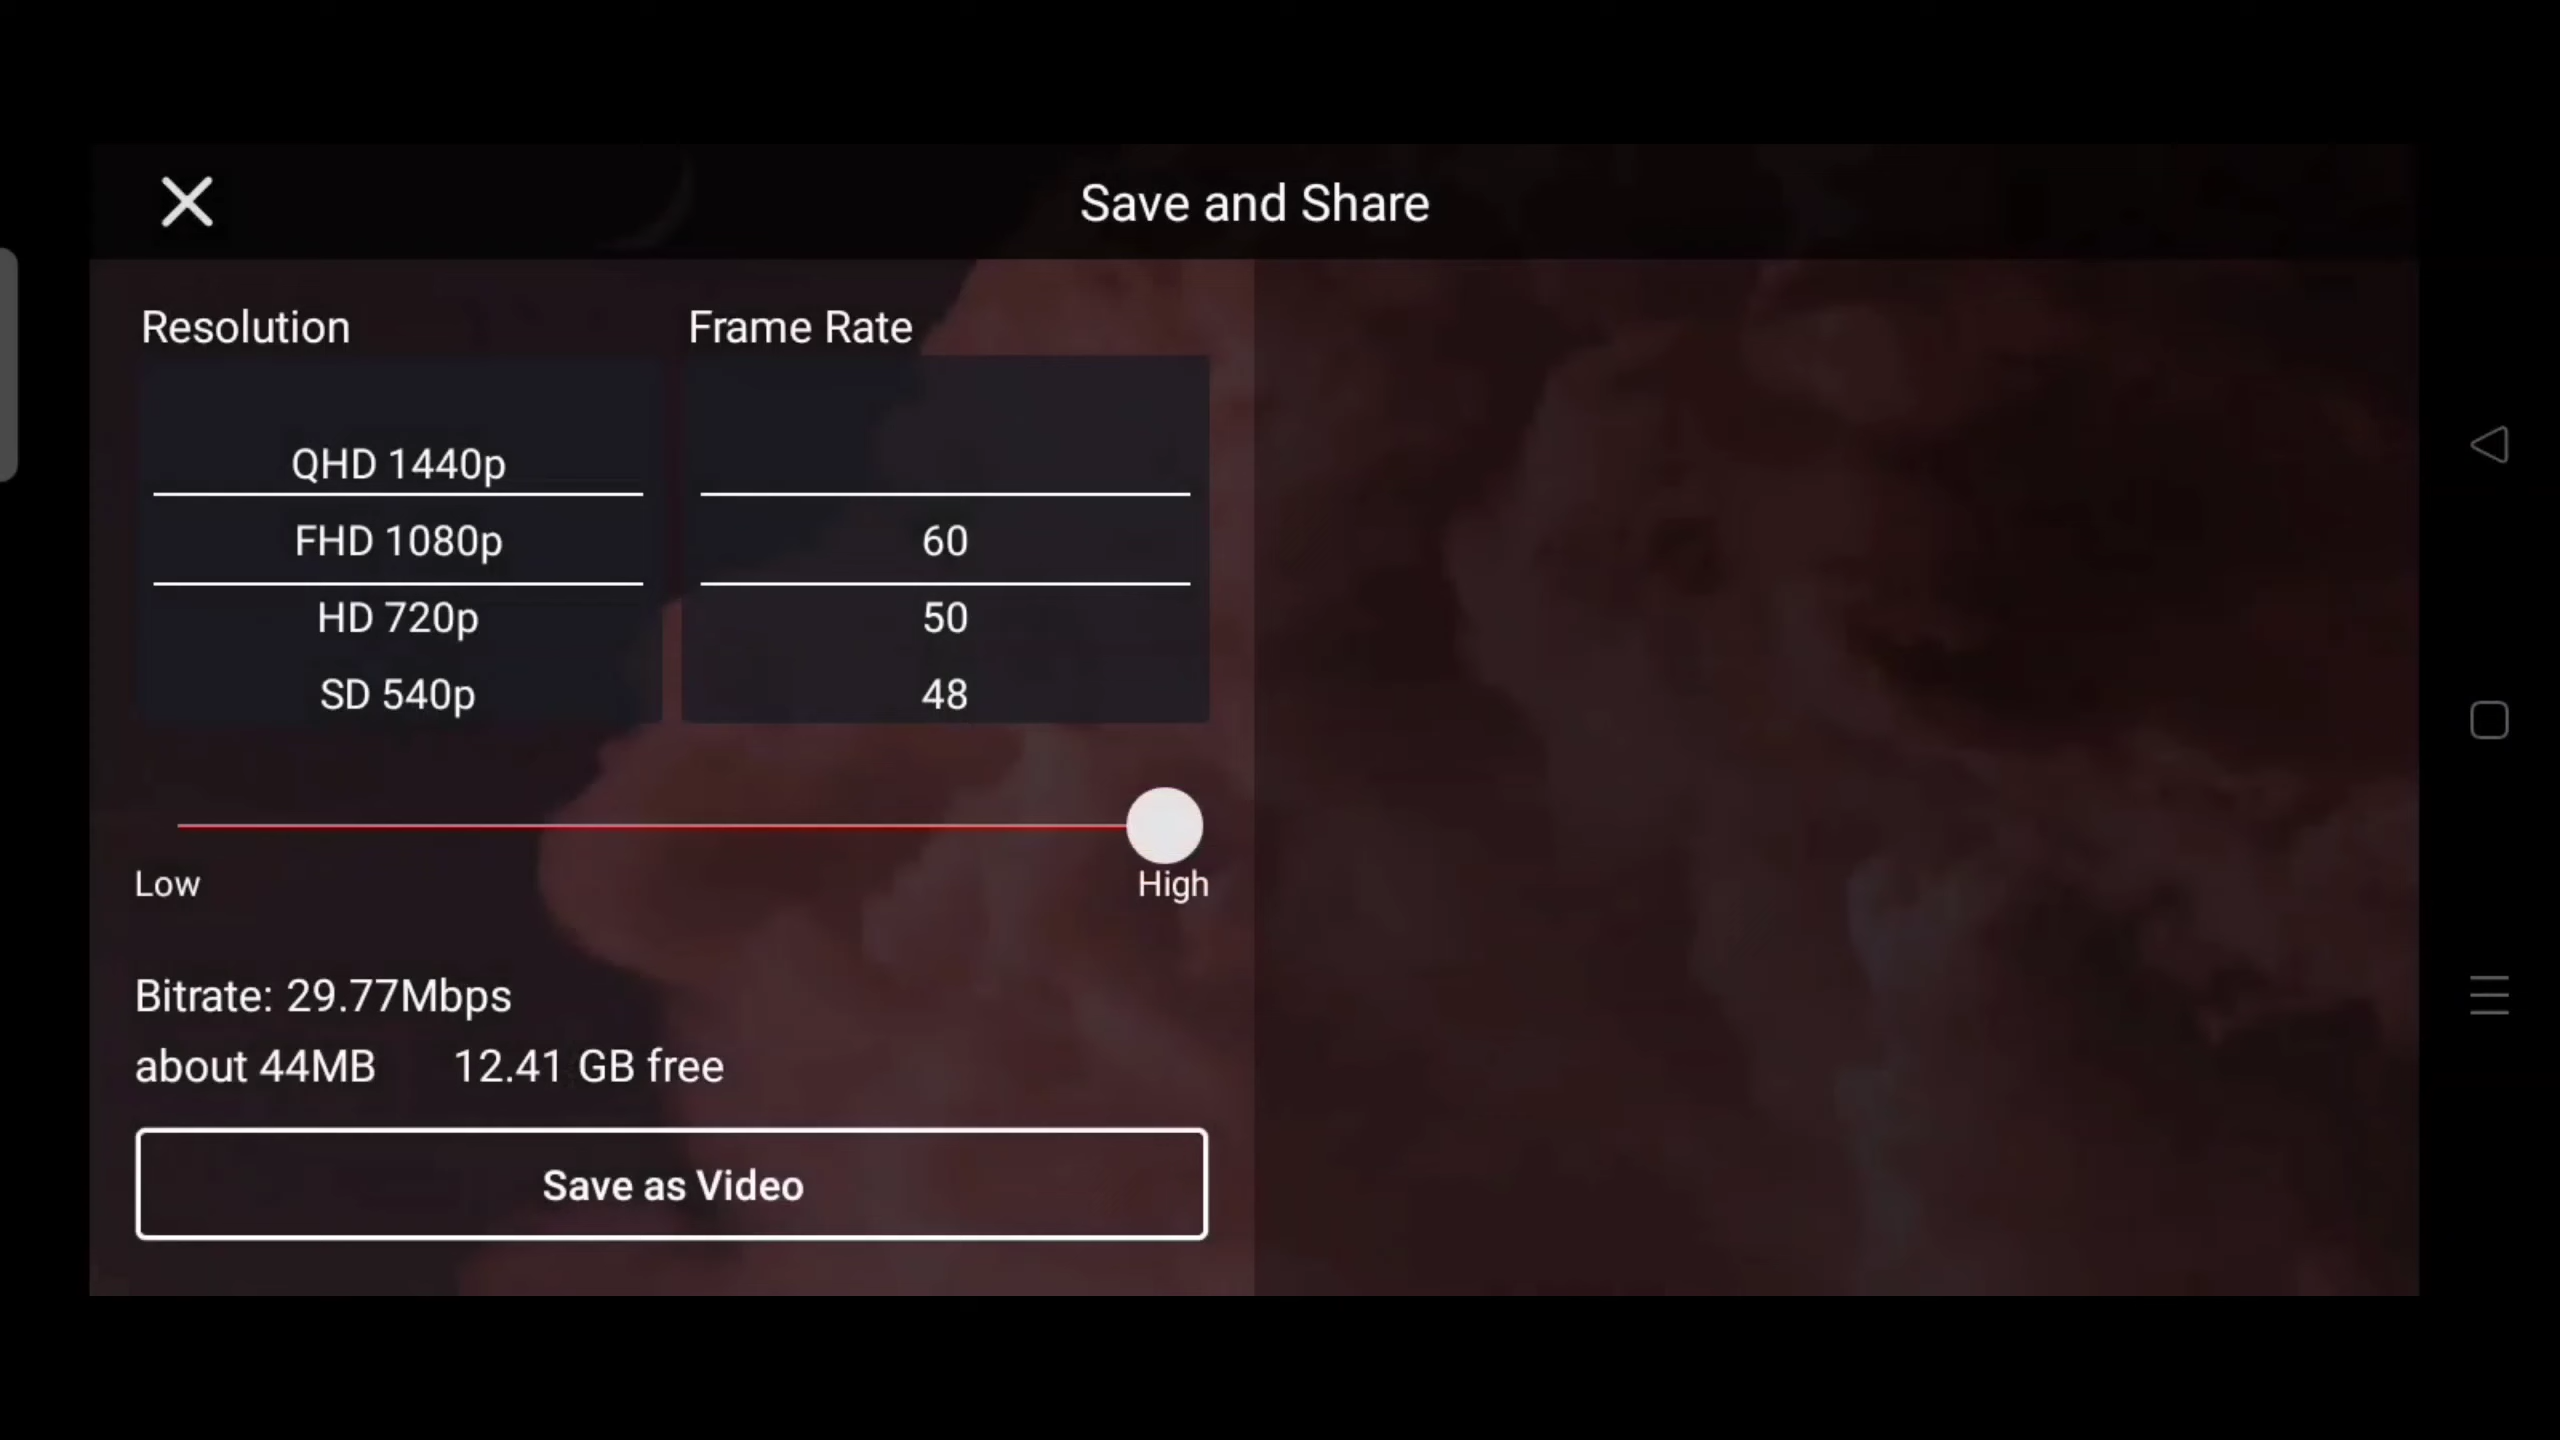 Save and Share
Resolution
Frame Rate
QHD 1440p
FHD 1080p
60
HD 720p
50
SD 540p
48
Low
High
Bitrate: 29.77Mbps
about 44MB 12.41 GB free
Save as Video